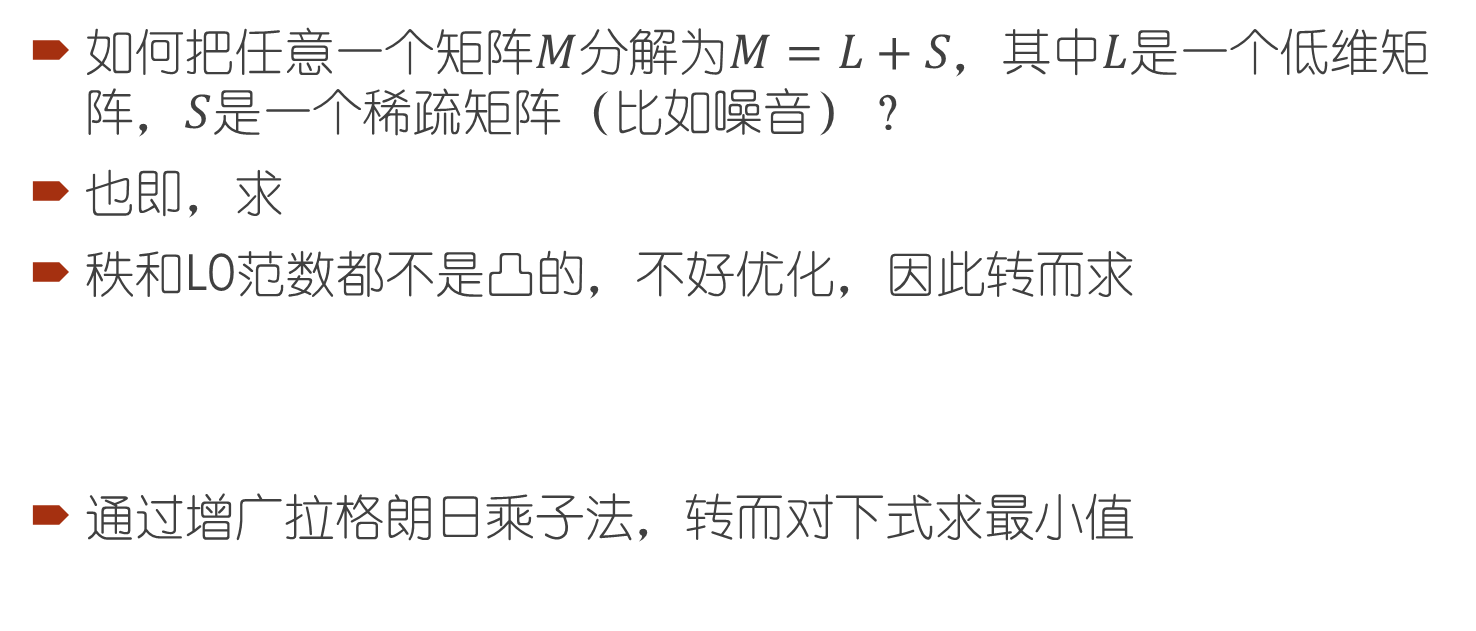 如何把任意一个矩阵M分解为M = L + S，其中L是一个低维矩
阵，S是一个稀疏矩阵（比如噪音）？
也即，求
秩和L0范数都不是凸的，不好优化，因此转而求
通过增广拉格朗日乘子法，转而对下式求最小值